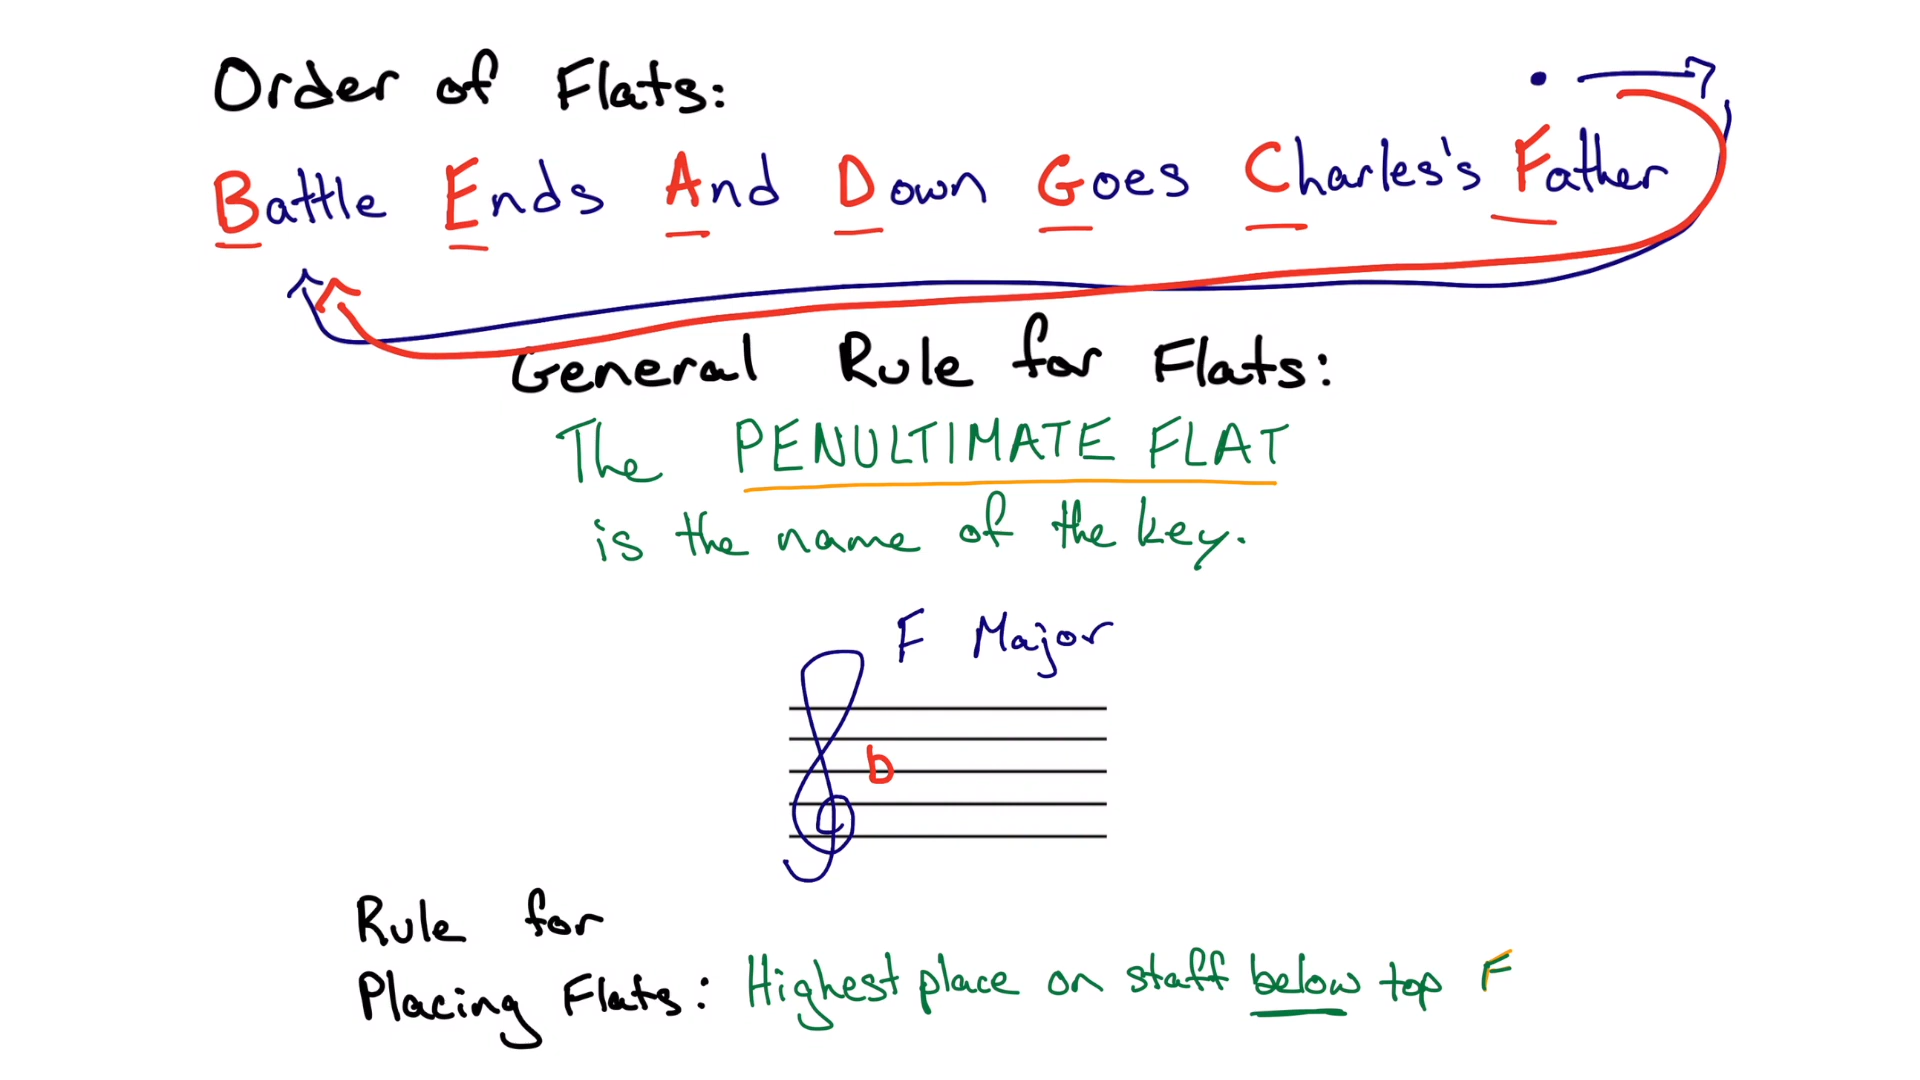 Order of Flats:
Battle Ends And Down Goes Charles's Father
General Rule for Flats:
The PENULTIMATE FLAT
is the name of the key.
F Major
b
Rule for
Placing Flats: Highest place on staff below top F